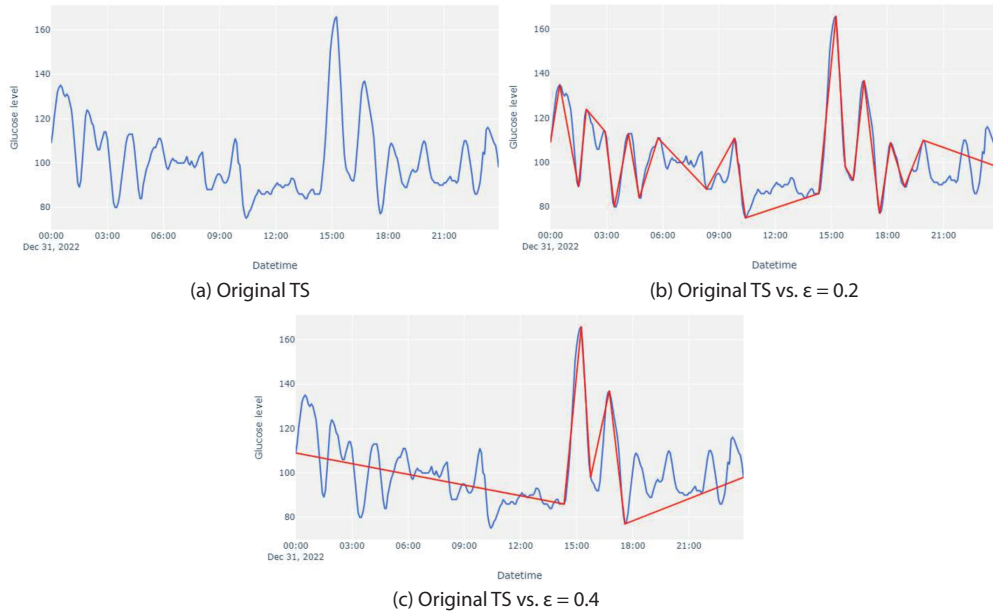 160
140
120
100
80
Glucose level
00:00 03:00 06:00 09:00 12:00 15:00 18:00 21:00
Dec 31, 2022
Datetime
(a) Original TS
160
140
120
100
80
Glucose level
00:00 03:00 06:00 09:00 12:00 15:00 18:00 21:00
Dec 31, 2022
Datetime
(b) Original TS vs. ε = 0.2
160
140
120
100
80
Glucose level
00:00 03:00 06:00 09:00 12:00 15:00 18:00 21:00
Dec 31, 2022
Datetime
(c) Original TS vs. ε = 0.4